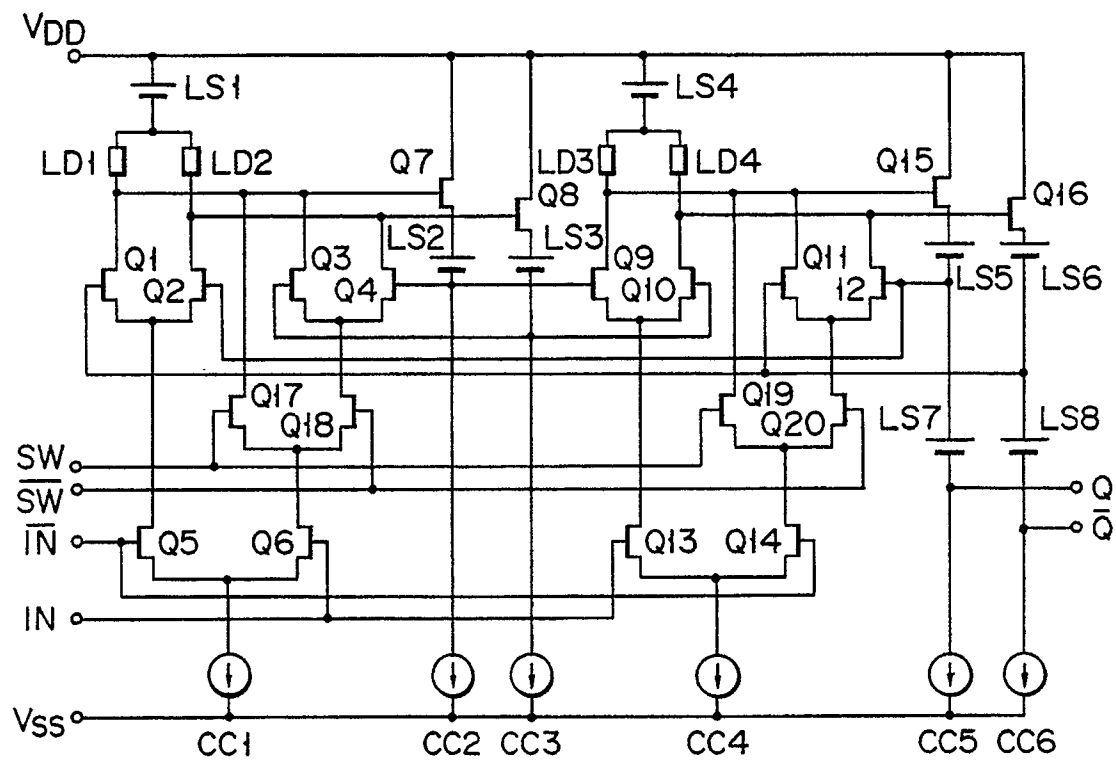 VDD
LS1
LS4
LD1 LD2 Q7 LD3 LD4 Q15
Q8 Q16
Q1 Q3 LS2 LS3 Q9 Q11
Q2 Q4 Q10 12 LS5 LS6
Q17 Q19
Q18 Q20 LS7 LS8
SW
S̅W̅ Q
I̅N̅ Q5 Q6 Q13 Q14 Q̅
IN
VSS
CC1 CC2 CC3 CC4 CC5 CC6